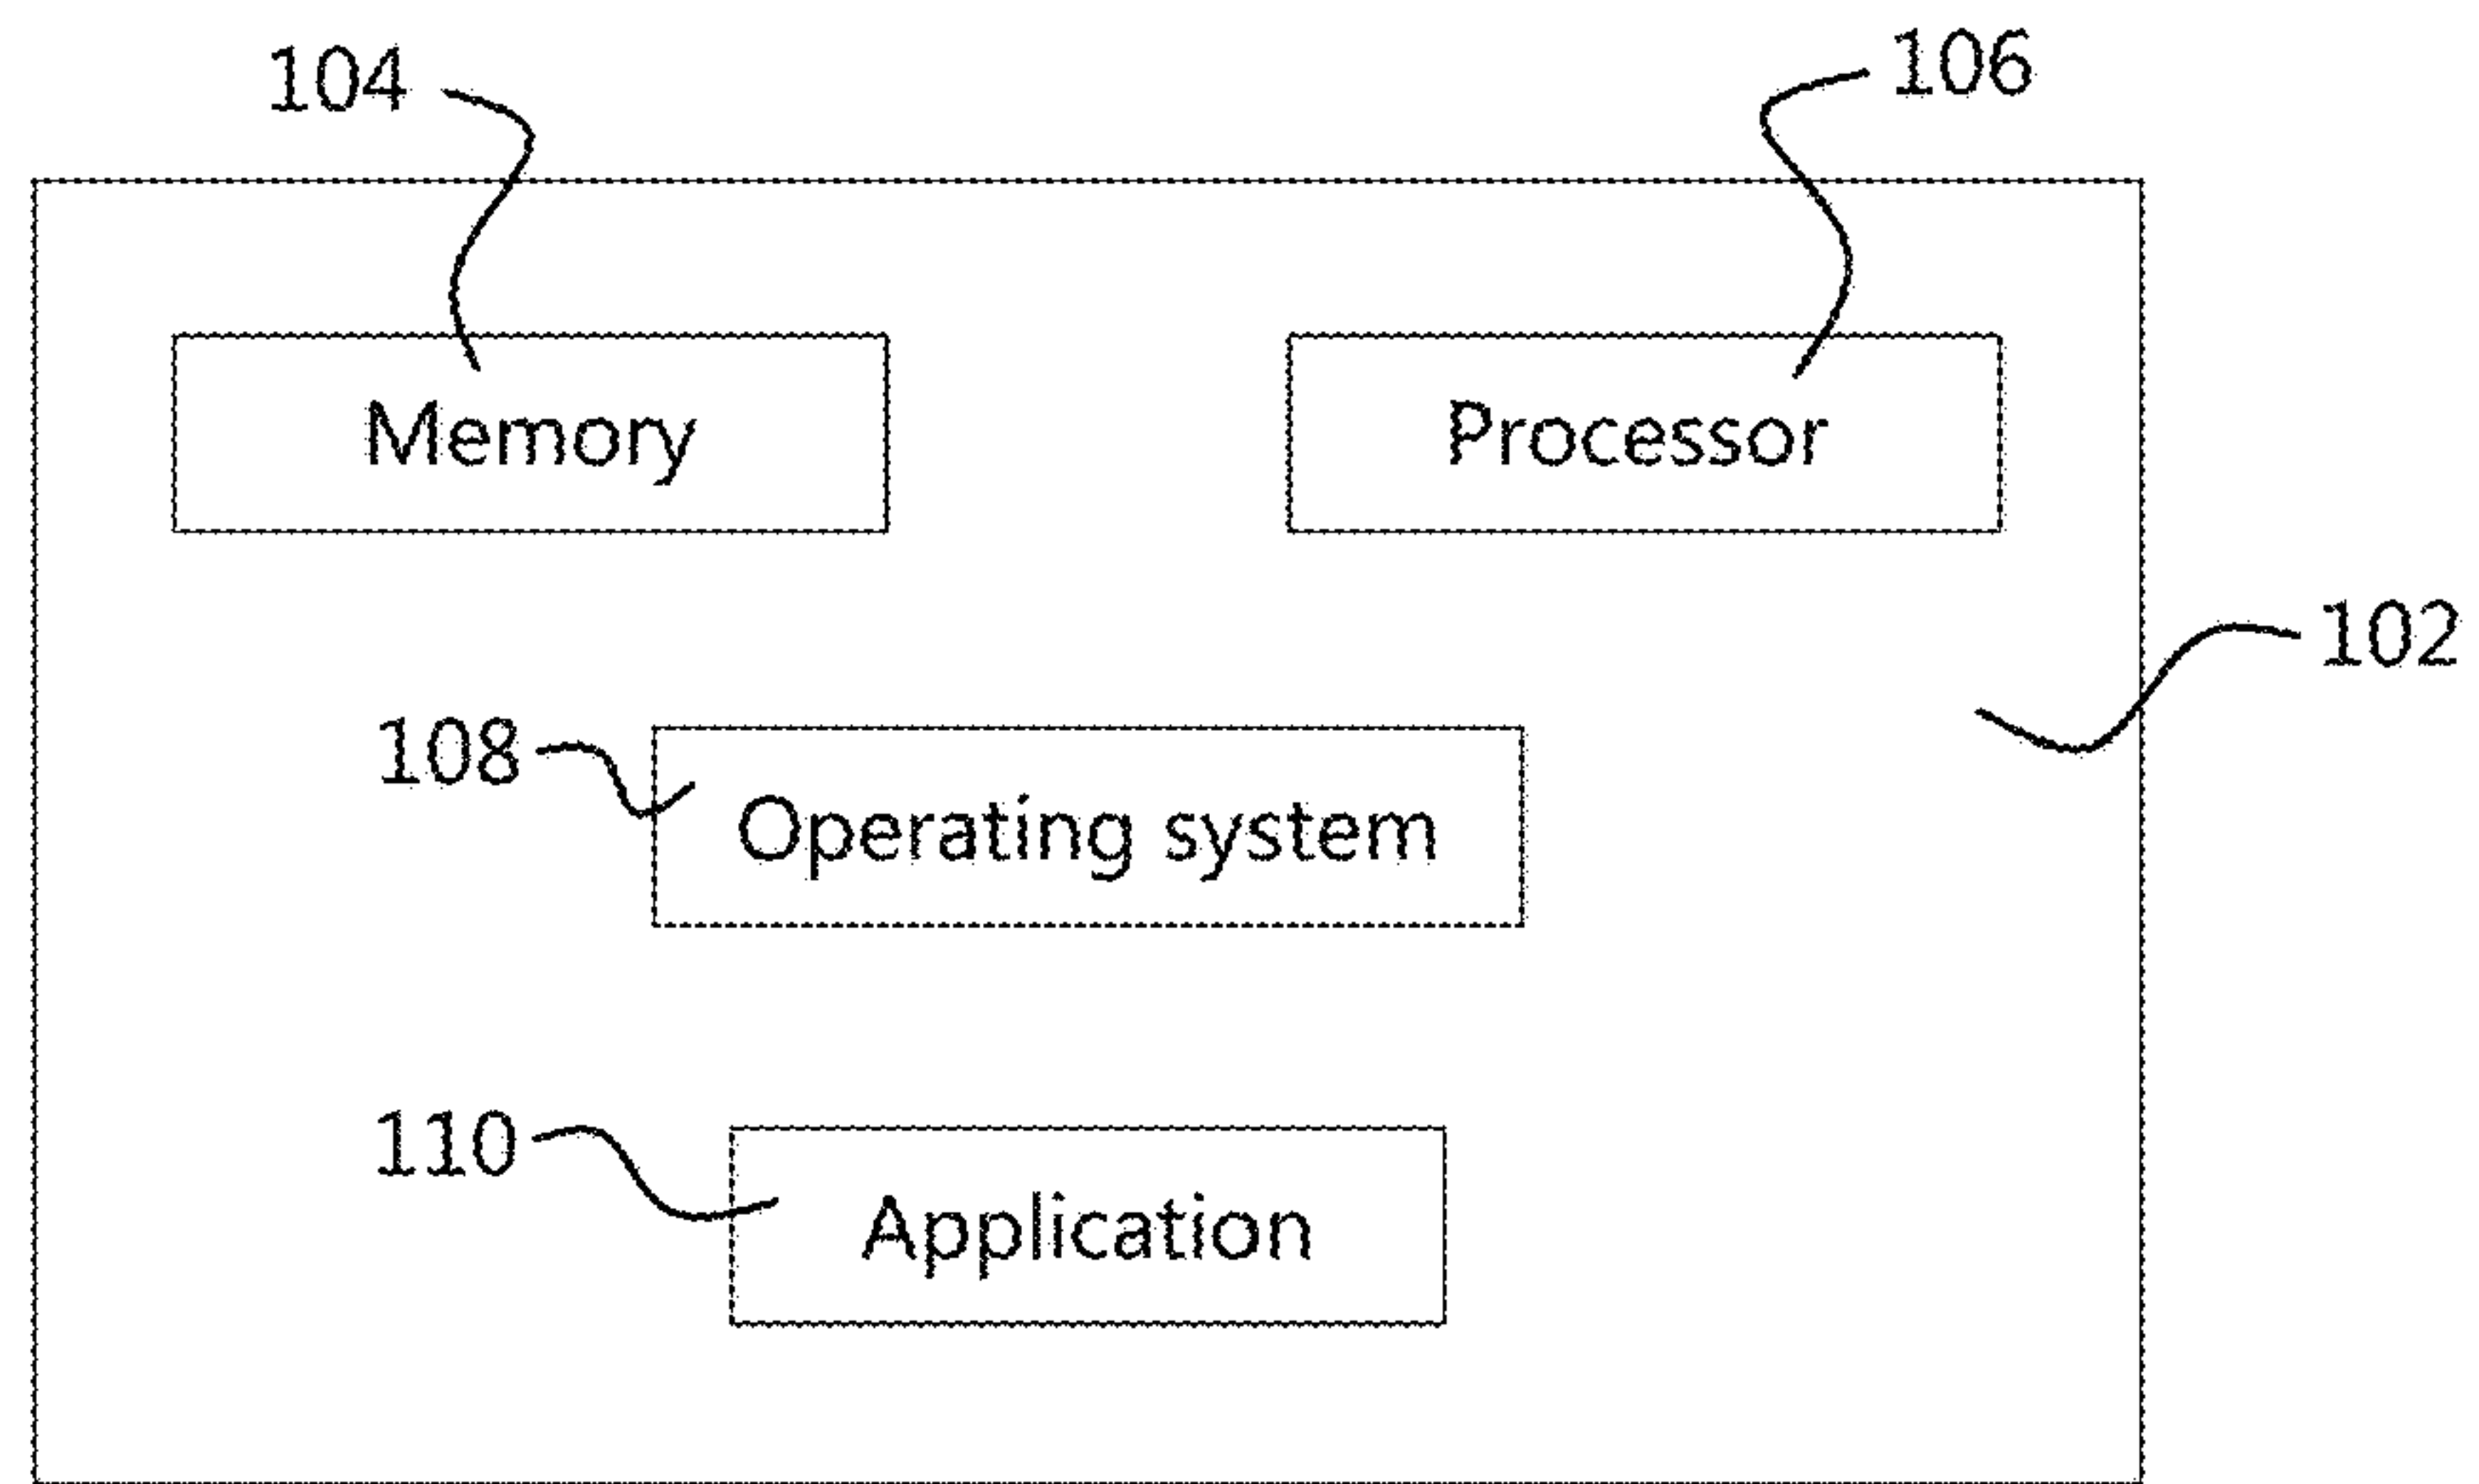 104
106
Memory
Processor
102
108
Operating system
110
Application